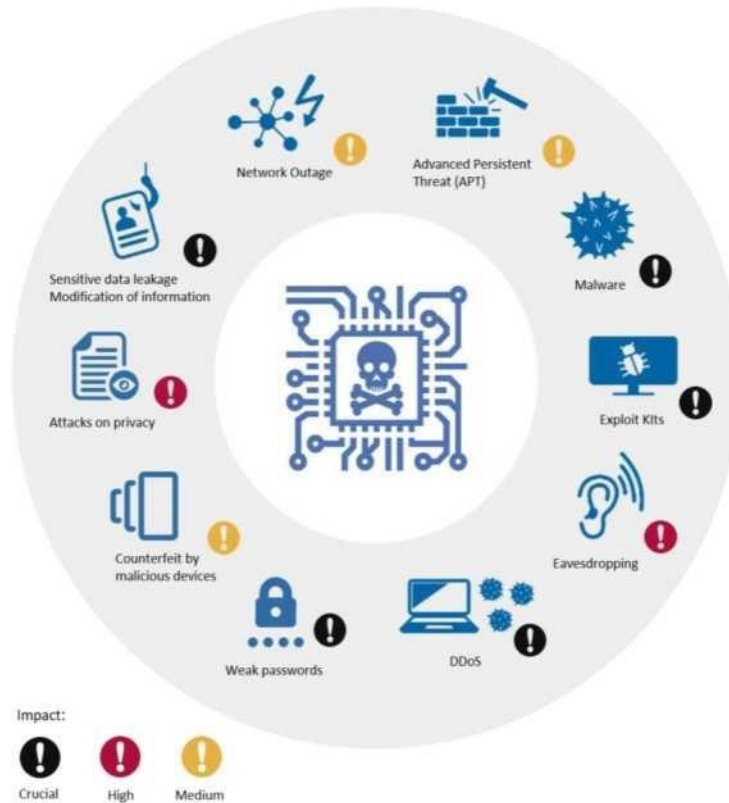 Network Outage
Advanced Persistent
Threat (APT)
Sensitive data leakage
Modification of information
Malware
Attacks on privacy
Exploit KIts
Counterfeit by
malicious devices
Eavesdropping
Weak passwords
DDoS
Impact:
Crucial
High
Medium